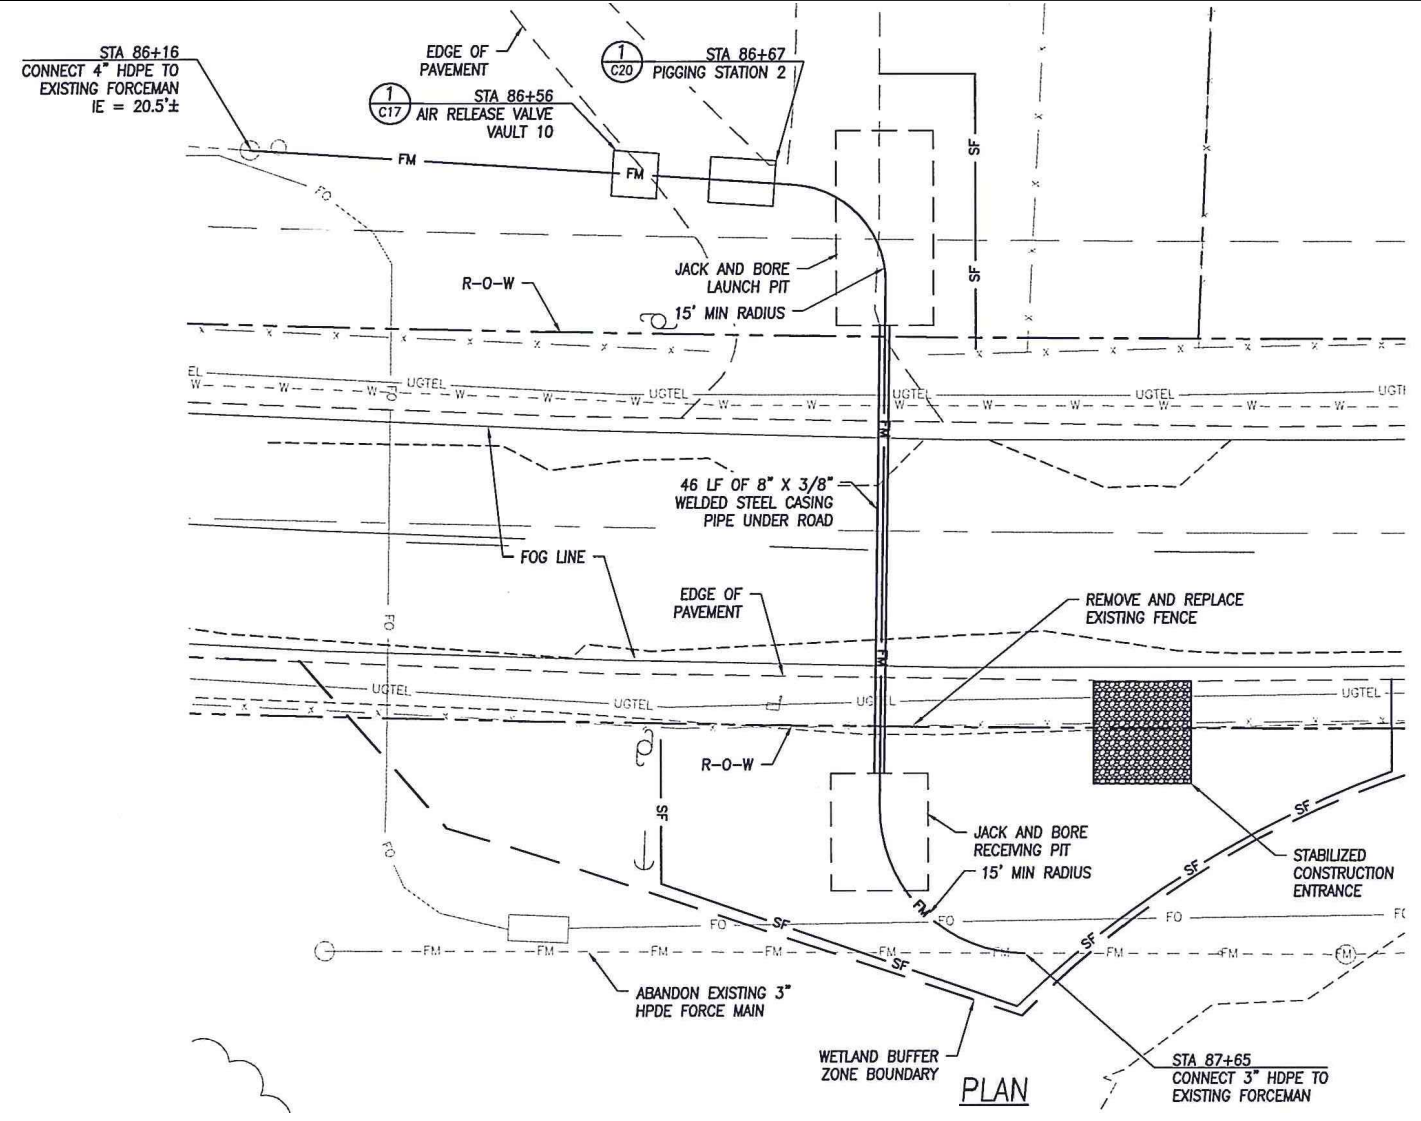 STA 86+16
CONNECT 4" HDPE TO
EXISTING FORCEMAN
IE = 20.5'±
EDGE OF
PAVEMENT
1
C17
STA 86+56
AIR RELEASE VALVE
VAULT 10
1
C20
STA 86+67
PIGGING STATION 2
FM
FM
FO
SF
SF
X
X
X
X
X
X
JACK AND BORE
LAUNCH PIT
15' MIN RADIUS
R-O-W
X X X X X X X X
X X X X X X
EL UGTEL UGTEL UGTEL UGTEL UGT
W W W W W W W W W W W W W W
FO
FM
46 LF OF 8" X 3/8"
WELDED STEEL CASING
PIPE UNDER ROAD
FOG LINE
EDGE OF
PAVEMENT
REMOVE AND REPLACE
EXISTING FENCE
FO
FM
UGTEL UGTEL UGTEL UGTEL
X X X X X X X X
R-O-W
SF
FO
JACK AND BORE
RECEIVING PIT
15' MIN RADIUS
SF
SF
STABILIZED
CONSTRUCTION
ENTRANCE
FM
FO FO FO FO
SF
SF
SF
FM FM FM FM FM FM FM FM FM
ABANDON EXISTING 3"
HPDE FORCE MAIN
WETLAND BUFFER
ZONE BOUNDARY
STA 87+65
CONNECT 3" HDPE TO
EXISTING FORCEMAN
PLAN